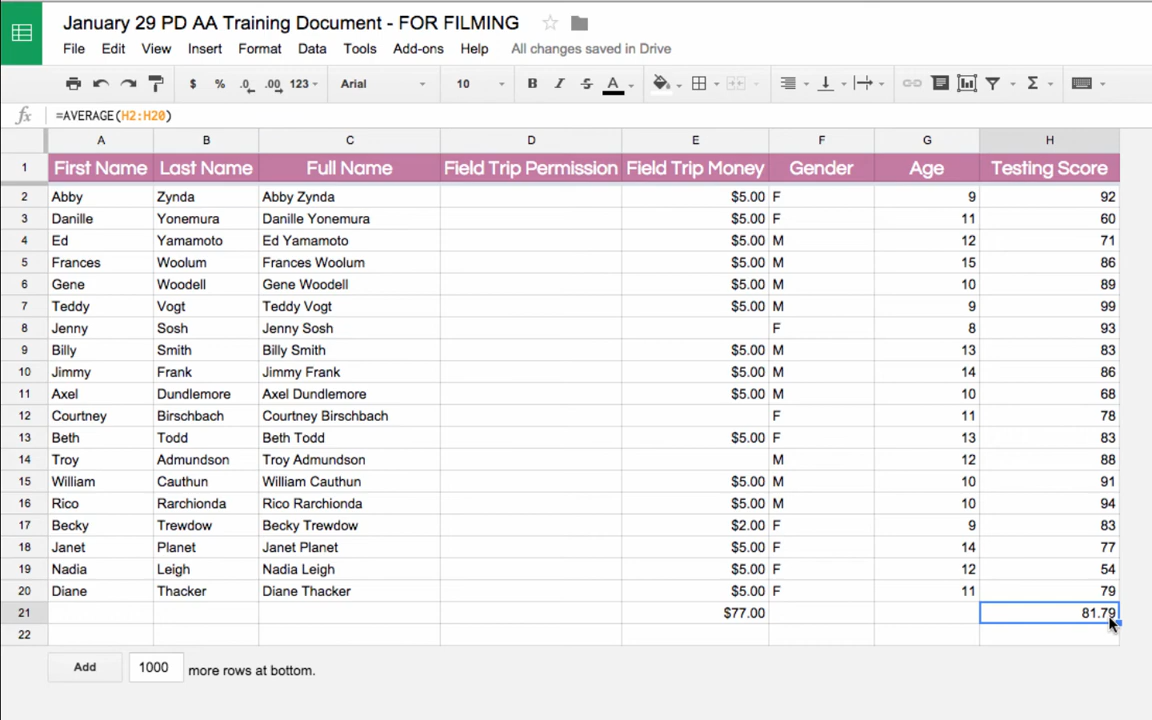 January 29 PD AA Training Document - FOR FILMING
File Edit View Insert Format Data Tools Add-ons Help All changes saved in Drive
$ % .0 .00 123 Arial 10 B I S A Σ
fx =AVERAGE(H2:H20)
A B C D E F G H
1 First Name Last Name Full Name Field Trip Permission Field Trip Money Gender Age Testing Score
2 Abby Zynda Abby Zynda $5.00 F 9 92
3 Danille Yonemura Danille Yonemura $5.00 F 11 60
4 Ed Yamamoto Ed Yamamoto $5.00 M 12 71
5 Frances Woolum Frances Woolum $5.00 M 15 86
6 Gene Woodell Gene Woodell $5.00 M 10 89
7 Teddy Vogt Teddy Vogt $5.00 M 9 99
8 Jenny Sosh Jenny Sosh F 8 93
9 Billy Smith Billy Smith $5.00 M 13 83
10 Jimmy Frank Jimmy Frank $5.00 M 14 86
11 Axel Dundlemore Axel Dundlemore $5.00 M 10 68
12 Courtney Birschbach Courtney Birschbach F 11 78
13 Beth Todd Beth Todd $5.00 F 13 83
14 Troy Admundson Troy Admundson M 12 88
15 William Cauthun William Cauthun $5.00 M 10 91
16 Rico Rarchionda Rico Rarchionda $5.00 M 10 94
17 Becky Trewdow Becky Trewdow $2.00 F 9 83
18 Janet Planet Janet Planet $5.00 F 14 77
19 Nadia Leigh Nadia Leigh $5.00 F 12 54
20 Diane Thacker Diane Thacker $5.00 F 11 79
21 $77.00 81.79
22
Add 1000 more rows at bottom.